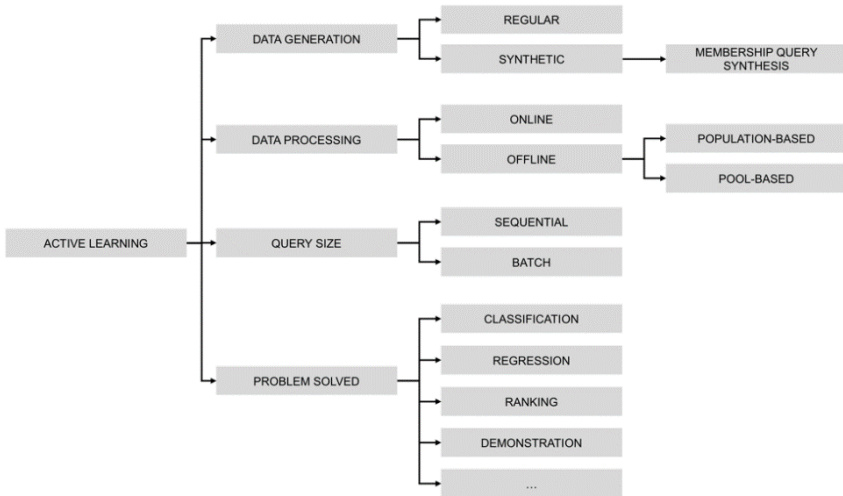 ACTIVE LEARNING
DATA GENERATION
REGULAR
SYNTHETIC
MEMBERSHIP QUERY
SYNTHESIS
DATA PROCESSING
ONLINE
OFFLINE
POPULATION-BASED
POOL-BASED
QUERY SIZE
SEQUENTIAL
BATCH
PROBLEM SOLVED
CLASSIFICATION
REGRESSION
RANKING
DEMONSTRATION
...